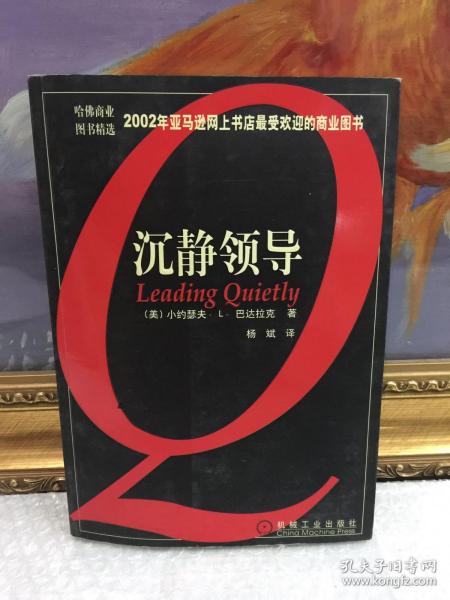 哈佛商业
图书精选
2002年亚马逊网上书店最受欢迎的商业图书
Q
沉静领导
Leading Quietly
（美）小约瑟夫·L·巴达拉克 著
杨斌 译
机械工业出版社
China Machine Press
孔夫子旧书网
www.kongfz.com